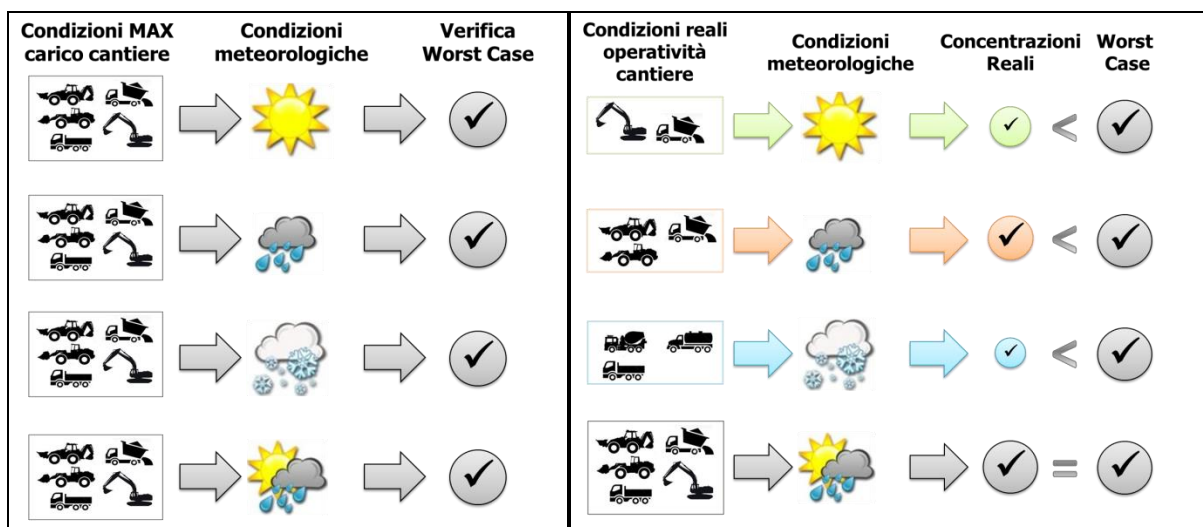 Condizioni MAX
carico cantiere
Condizioni
meteorologiche
Verifica
Worst Case
Condizioni reali
operatività
cantiere
Condizioni
meteorologiche
Concentrazioni
Reali
Worst
Case
<
<
<
=